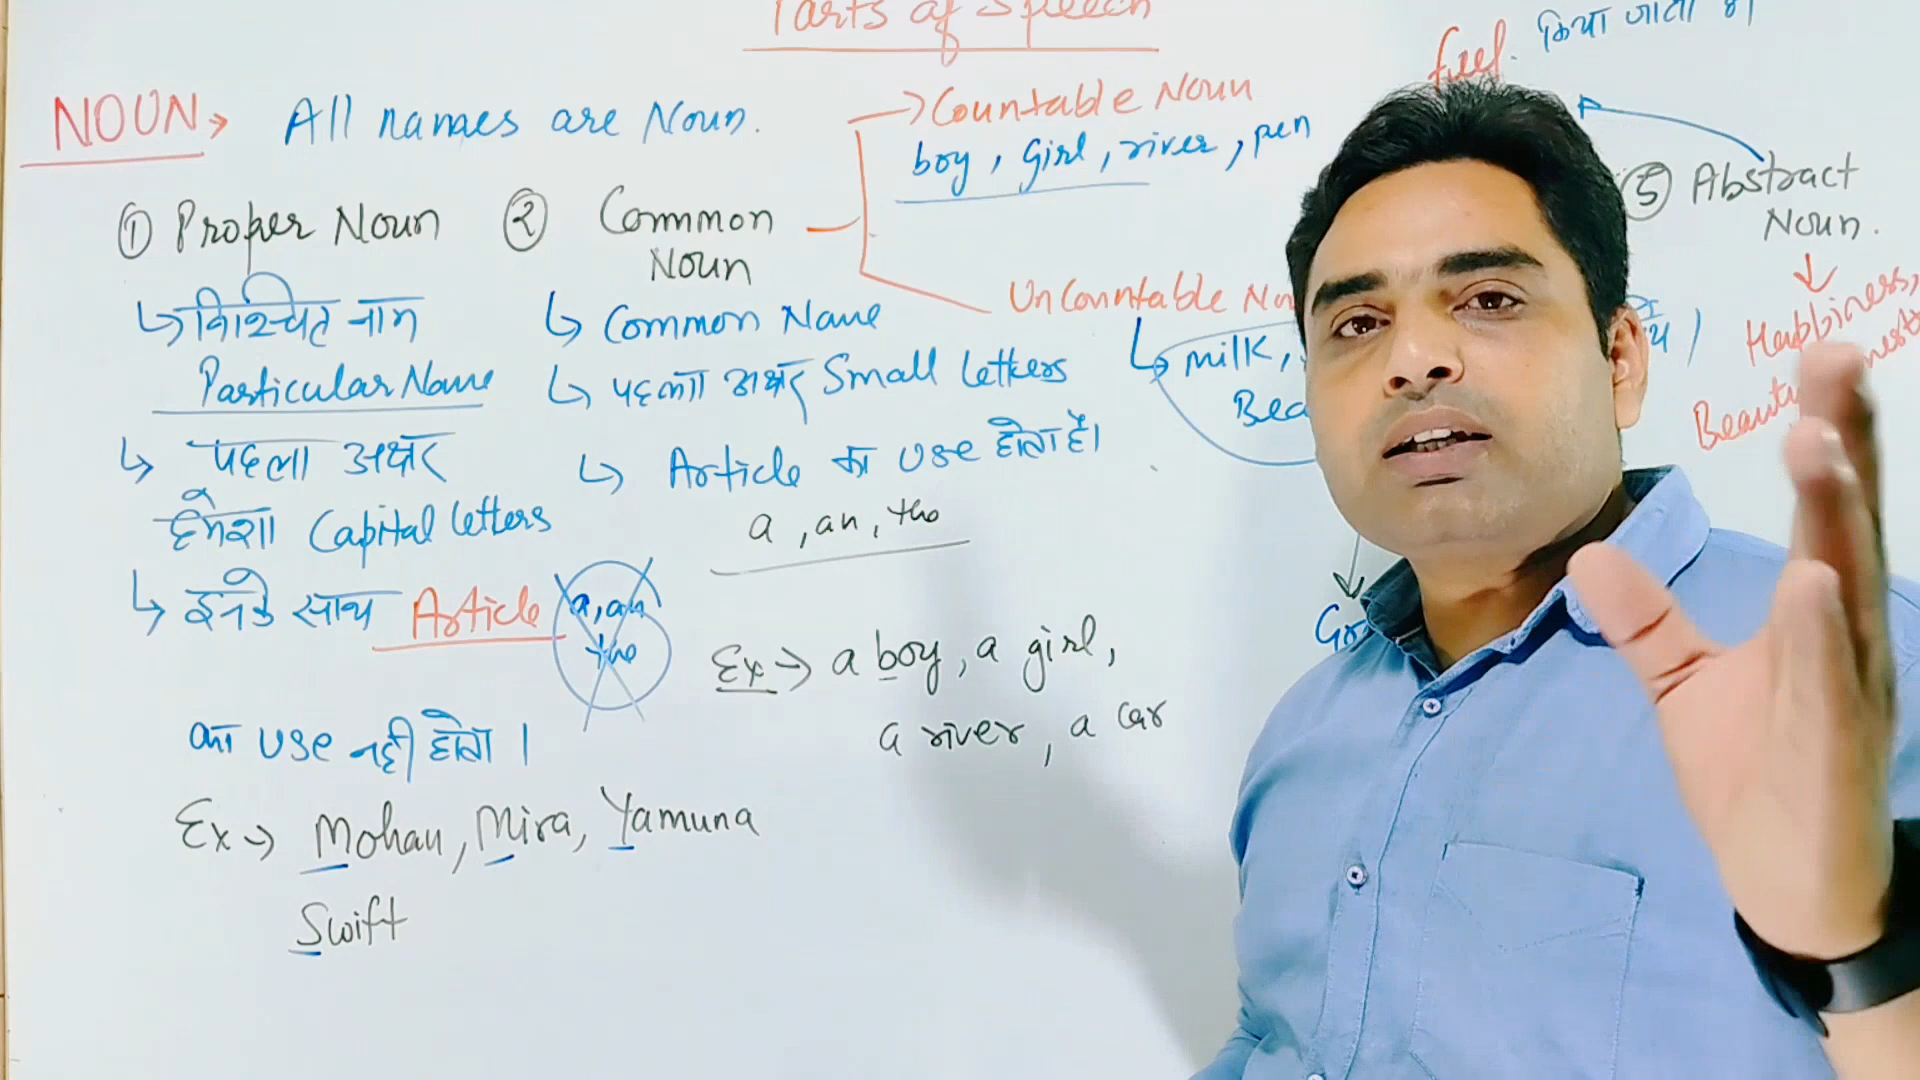 Parts of Speech
NOUN → All names are Noun.
① Proper Noun
↳ निश्चित नाम
Particular Name
↳ पहला अक्षर
हमेशा Capital letters
↳ इनके साथ Article a, an
the
का use नही होता ।
Ex → Mohan, Mira, Yamuna
Swift
② Common
Noun
↳ Common Name
↳ पहला अक्षर Small letters
↳ Article का use होता है।
a, an, the
Ex → a boy, a girl,
a river, a car
→ Countable Noun
boy, girl, river, pen
Uncountable
↳ milk,
feel. किया जाता है।
⑤ Abstract
Noun.
Happiness,
Beauty